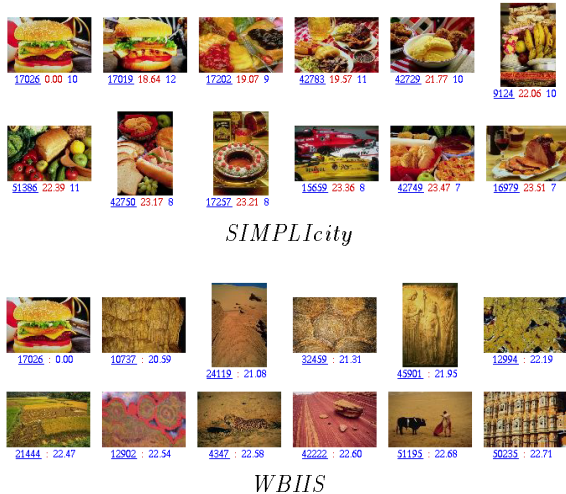 17026 0.00 10 17019 18.64 12 17202 19.07 9 42783 19.57 11 42729 21.77 10
9124 22.06 10
51386 22.39 11 15659 23.36 8 42749 23.47 7 16979 23.51 7
42750 23.17 8 17257 23.21 8
SIMPLIcity
17026 : 0.00 10737 : 20.59 32459 : 21.31 12994 : 22.19
24119 : 21.08 45901 : 21.95
21444 : 22.47 12902 : 22.54 4347 : 22.58 42222 : 22.60 51195 : 22.68 50235 : 22.71
WBIIS